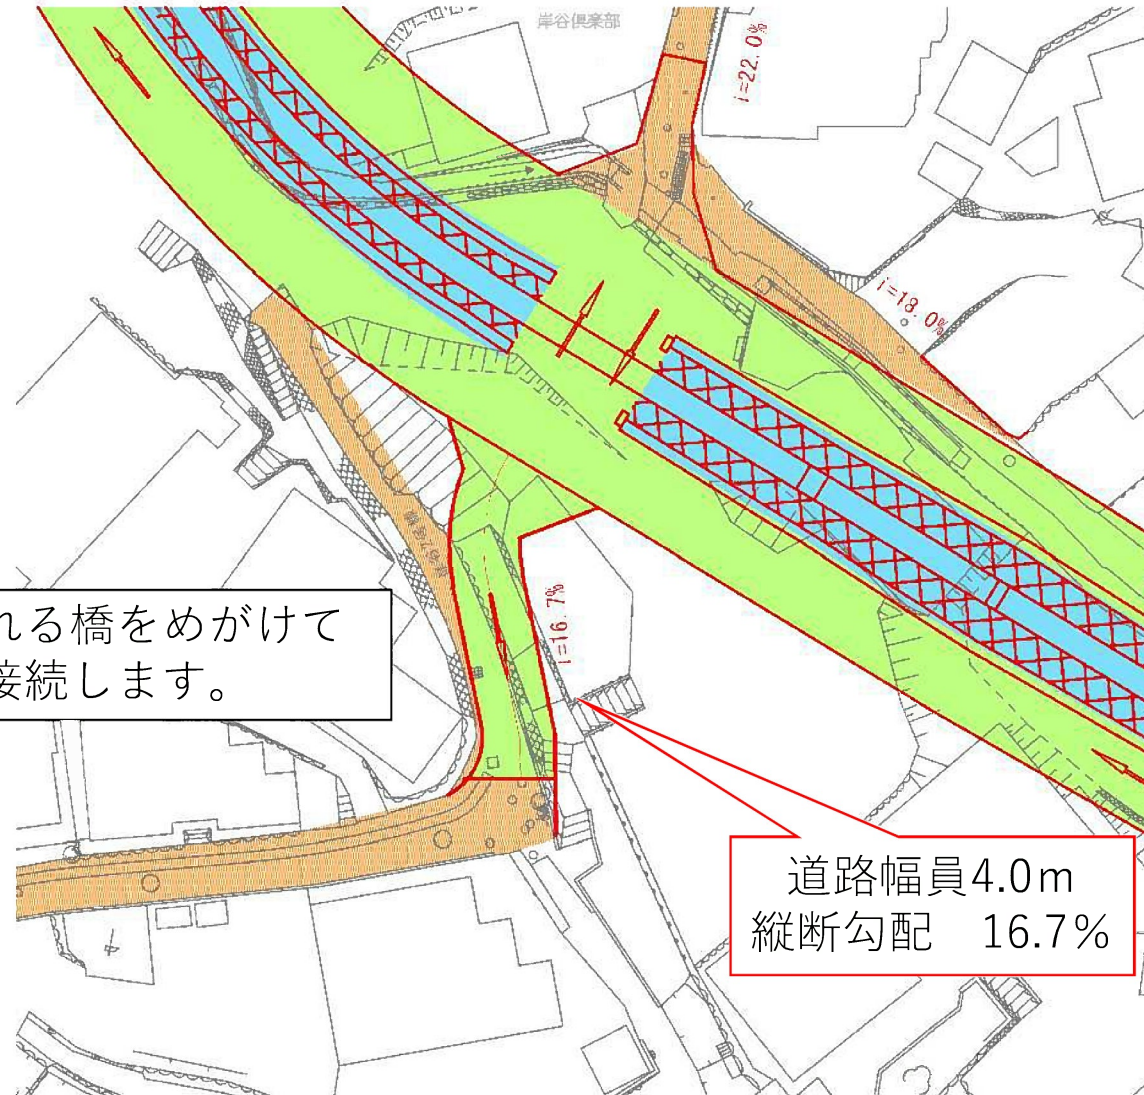 岸谷倶楽部
i=22.0%
i=18.0%
i=16.7%
れる橋をめがけて
接続します。
道路幅員4.0m
縦断勾配　16.7%